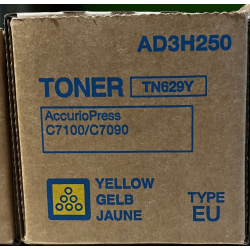 AD3H250
TONER TN629Y
AccurioPress
C7100/C7090
YELLOW
GELB
JAUNE
TYPE
EU